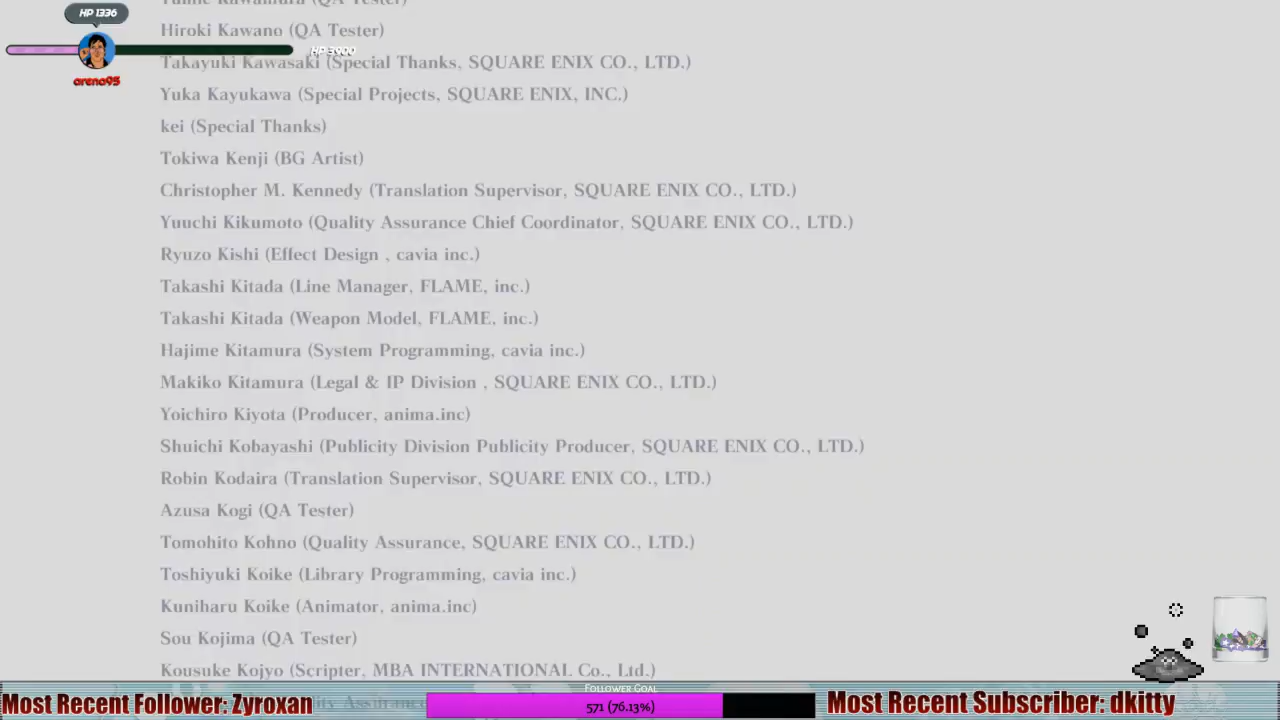 Yumie Kawamura (QA Tester)
HP 1336
Hiroki Kawano (QA Tester)
HP 3900
Takayuki Kawasaki (Special Thanks, SQUARE ENIX CO., LTD.)
areno95
Yuka Kayukawa (Special Projects, SQUARE ENIX, INC.)
kei (Special Thanks)
Tokiwa Kenji (BG Artist)
Christopher M. Kennedy (Translation Supervisor, SQUARE ENIX CO., LTD.)
Yuuchi Kikumoto (Quality Assurance Chief Coordinator, SQUARE ENIX CO., LTD.)
Ryuzo Kishi (Effect Design , cavia inc.)
Takashi Kitada (Line Manager, FLAME, inc.)
Takashi Kitada (Weapon Model, FLAME, inc.)
Hajime Kitamura (System Programming, cavia inc.)
Makiko Kitamura (Legal & IP Division , SQUARE ENIX CO., LTD.)
Yoichiro Kiyota (Producer, anima.inc)
Shuichi Kobayashi (Publicity Division Publicity Producer, SQUARE ENIX CO., LTD.)
Robin Kodaira (Translation Supervisor, SQUARE ENIX CO., LTD.)
Azusa Kogi (QA Tester)
Tomohito Kohno (Quality Assurance, SQUARE ENIX CO., LTD.)
Toshiyuki Koike (Library Programming, cavia inc.)
Kuniharu Koike (Animator, anima.inc)
Sou Kojima (QA Tester)
Kousuke Kojyo (Scripter, MBA INTERNATIONAL Co., Ltd.)
Follower Goal
Most Recent Follower: Zyroxan
571 (76.13%)
Most Recent Subscriber: dkitty